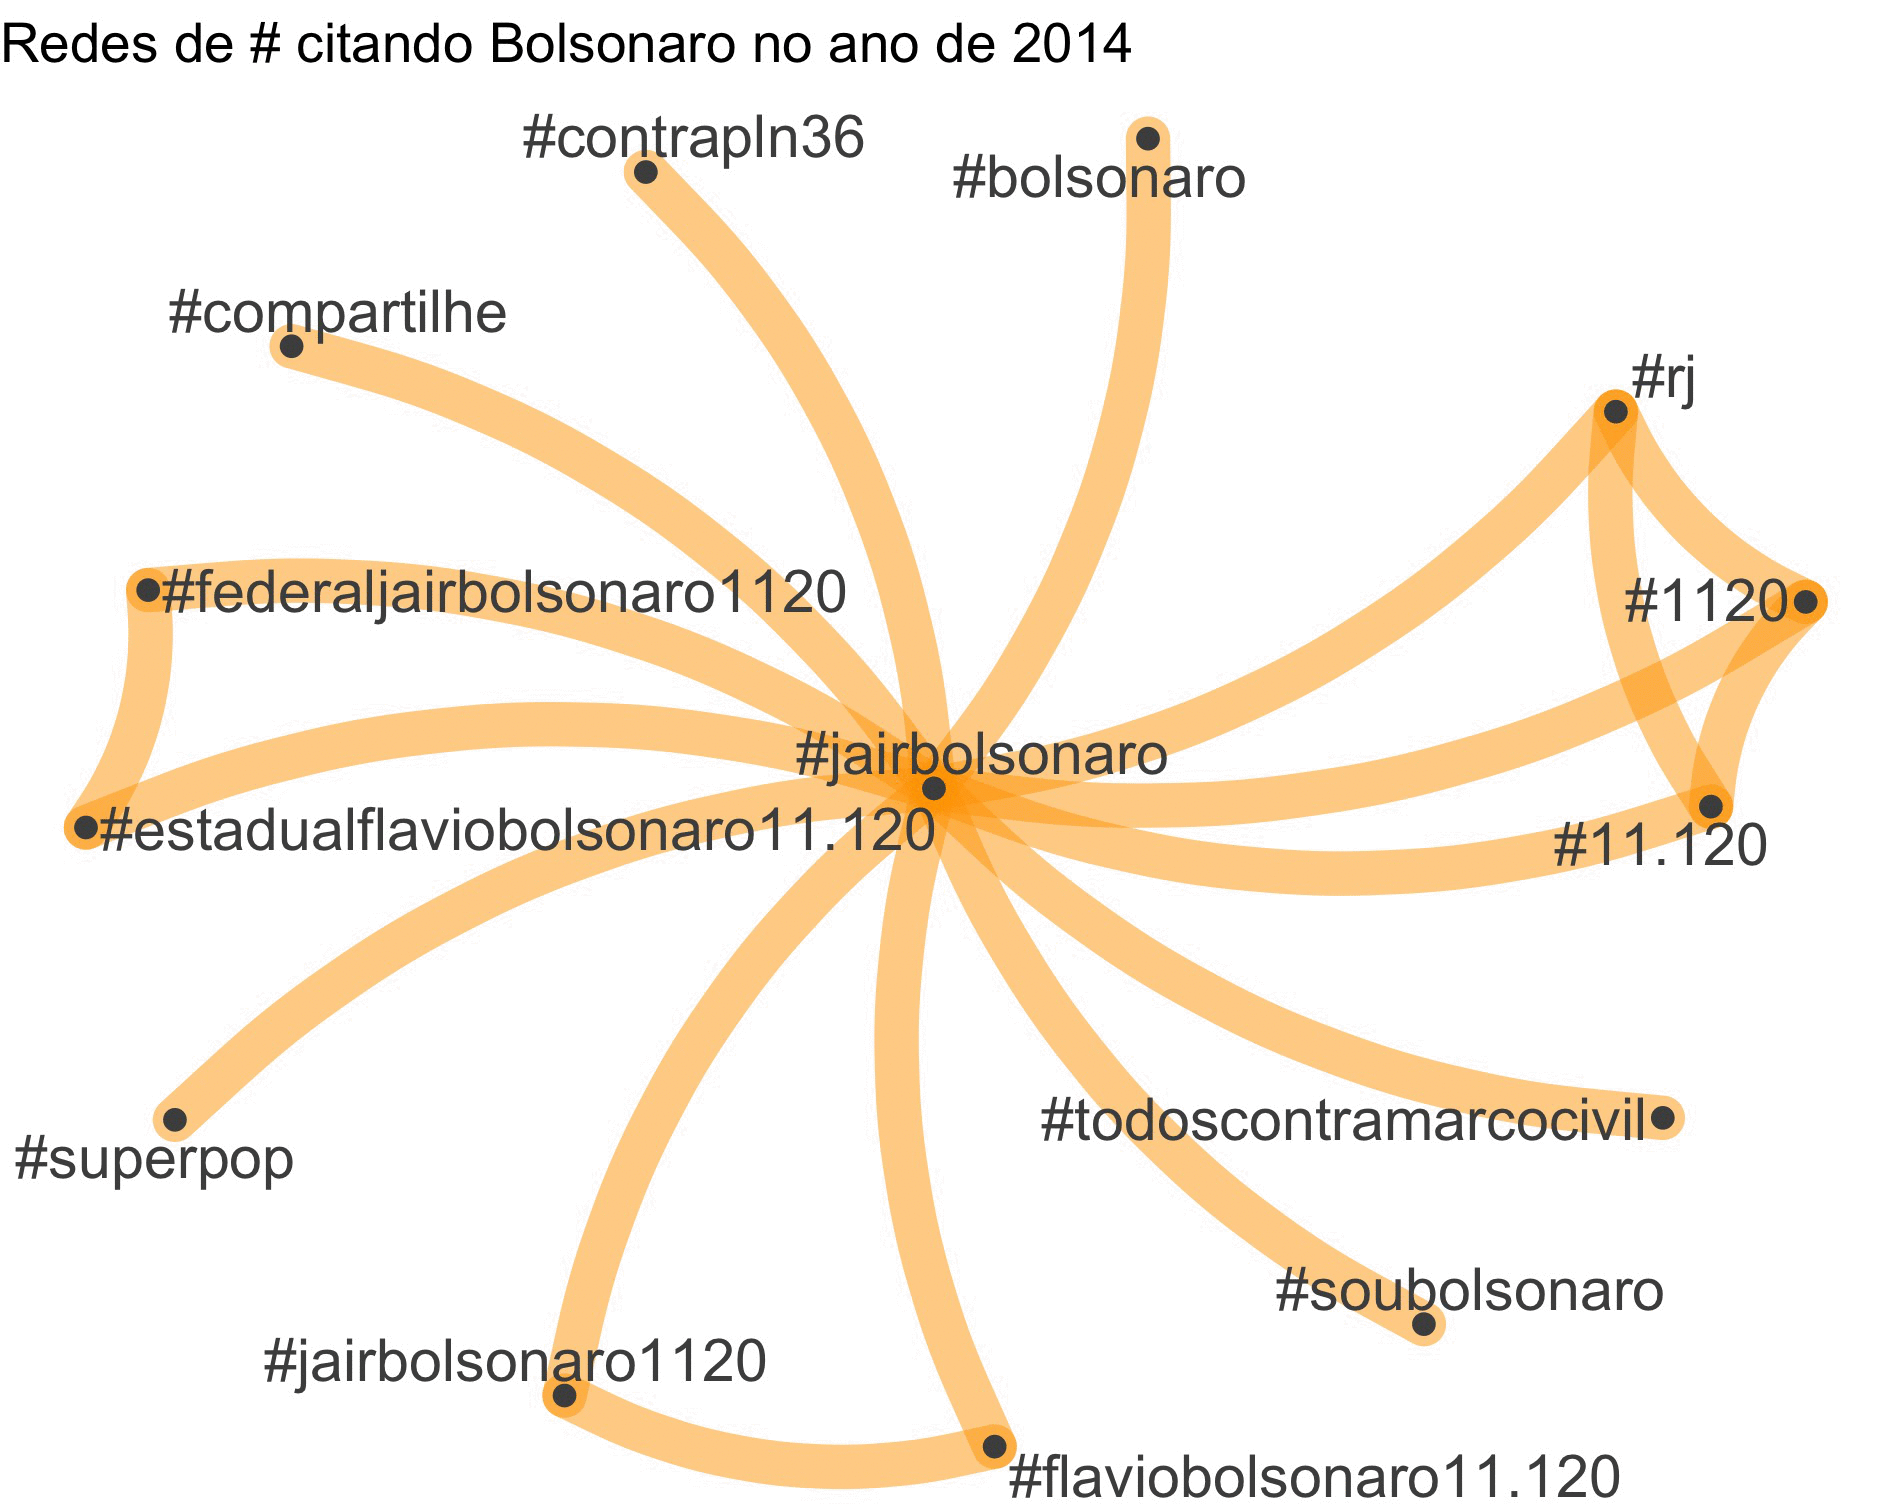 Redes de # citando Bolsonaro no ano de 2014
#contrapln36
#bolsonaro
#compartilhe
#rj
#federaljairbolsonaro1120
#1120
#jairbolsonaro
#estadualflaviobolsonaro11.120
#11.120
#todoscontramarcocivil
#superpop
#soubolsonaro
#jairbolsonaro1120
#flaviobolsonaro11.120